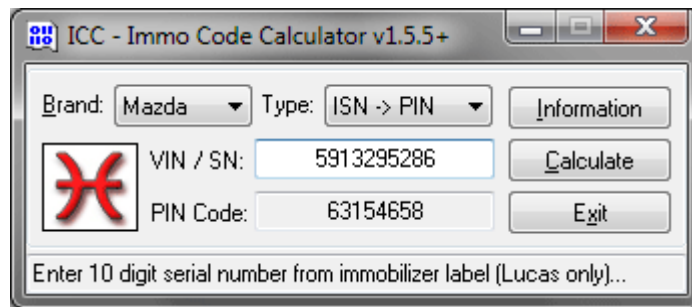 ICC - Immo Code Calculator v1.5.5+
Brand: Mazda Type: ISN -> PIN Information
VIN / SN: 5913295286 Calculate
PIN Code: 63154658 Exit
Enter 10 digit serial number from immobilizer label (Lucas only)...